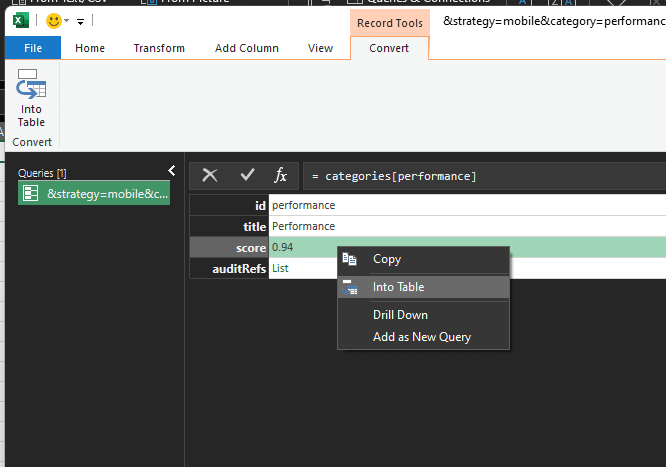 From Text/CSV
From Picture
Queries & Connections
Record Tools
&strategy=mobile&category=performanc
File
Home
Transform
Add Column
Convert
Into
Table
Convert
Queries [1]
&strategy=mobile&c...
= categories[performance]
id performance
title Performance
score 0.94
auditRefs List
Copy
Into Table
Drill Down
Add as New Query